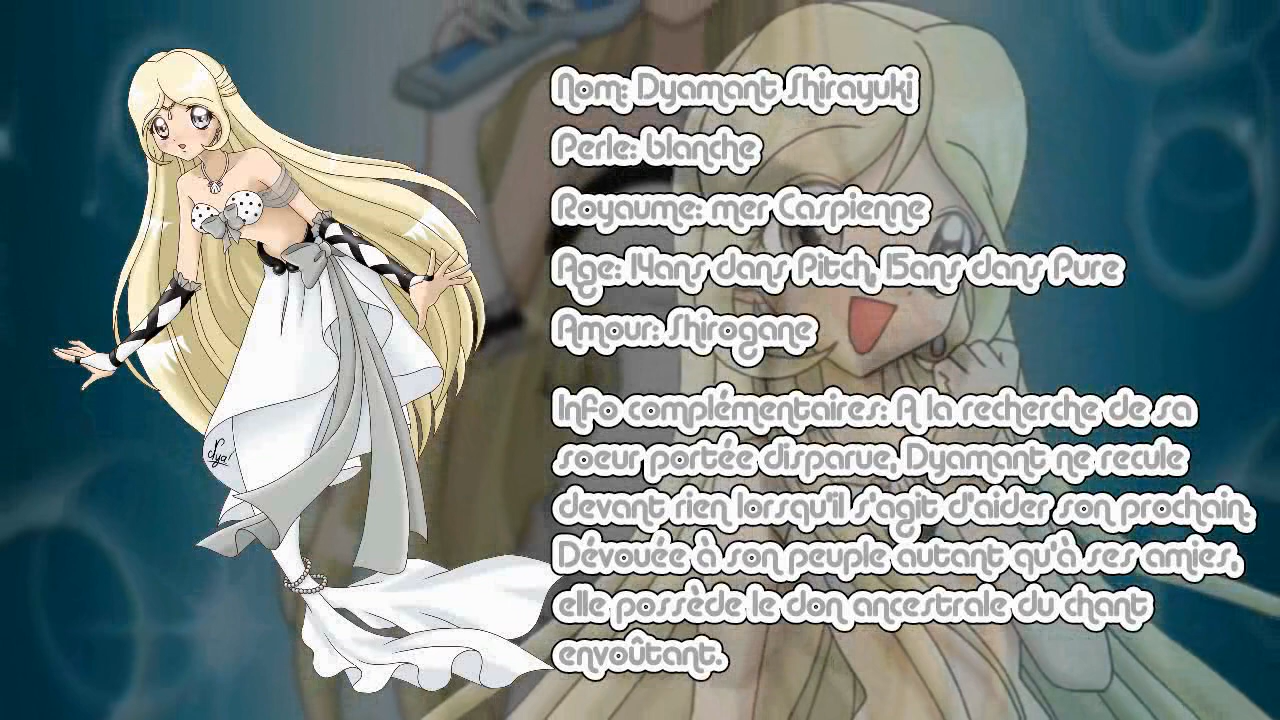 Nom: Dyamant Shirayuki
Perle: blanche
Royaume: mer Caspienne
Age: 14ans dans Pitch, 15ans dans Pure
Amour: Shirogane
Info complémentaires: A la recherche de sa
soeur portée disparue, Dyamant ne recule
devant rien lorsqu'il s'agit d'aider son prochain.
Dévouée à son peuple autant qu'à ses amies,
elle possède le don ancestrale du chant
envoûtant.
Dya!